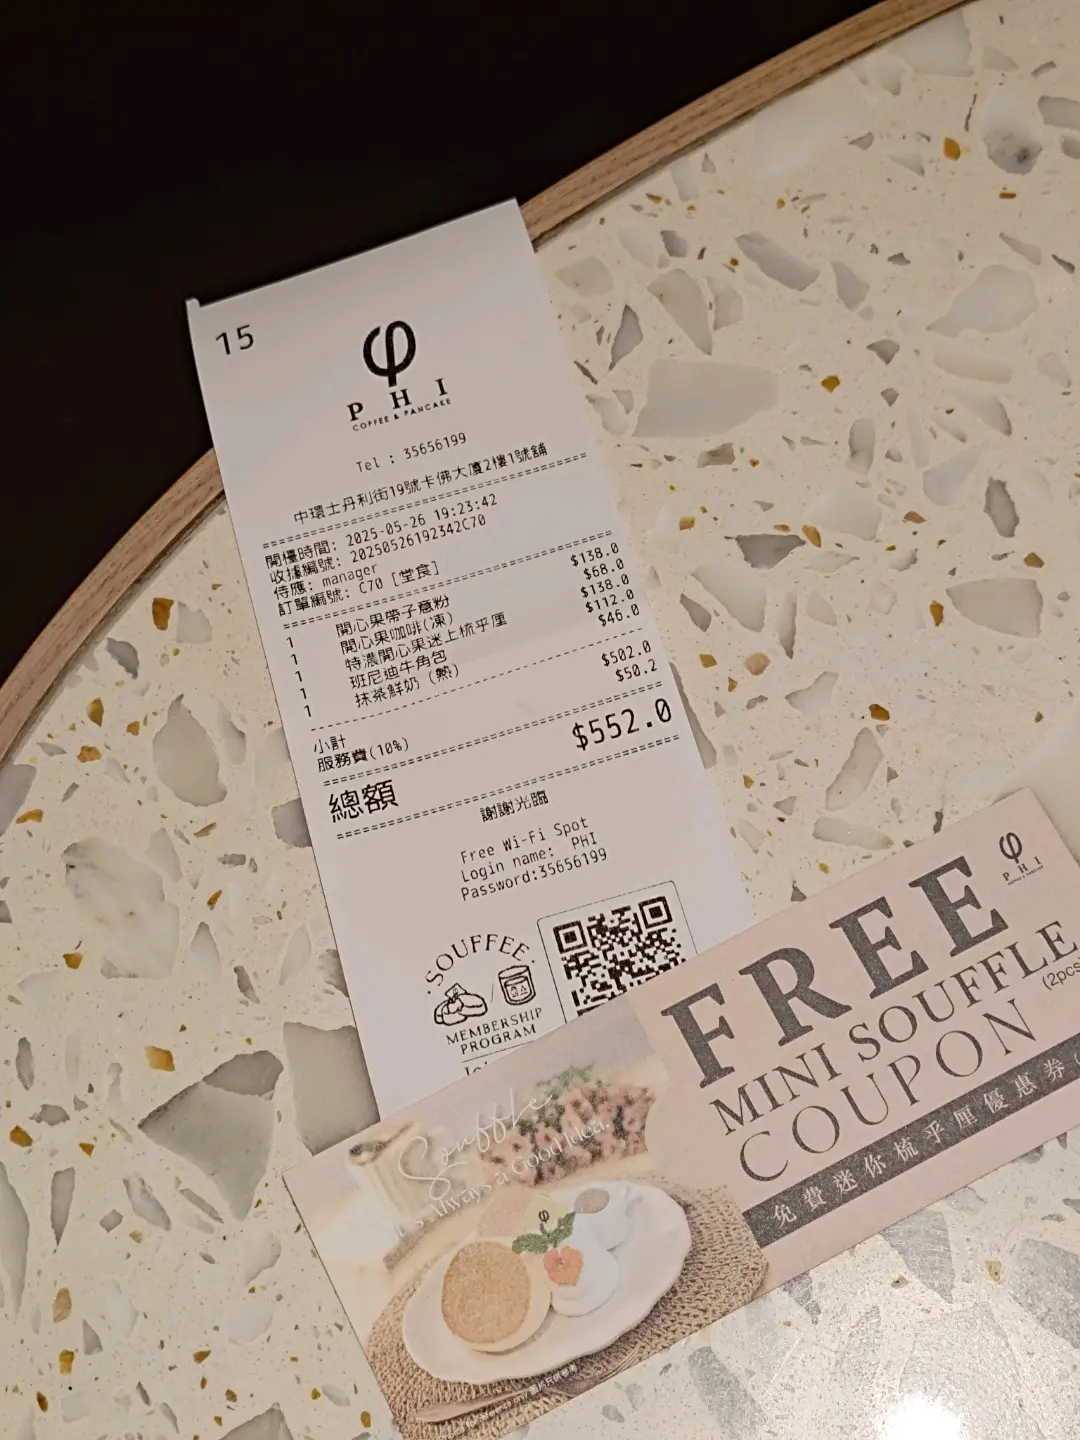 15
φ
PHI
COFFEE & PANCAKE
Tel : 35656199
中環士丹利街19號卡佛大廈2樓1號舖
開檯時間: 2025-05-26 19:23:42
收據編號: 20250526192342C70
侍應: manager
訂單編號: C70 [堂食]
1 開心果帶子意粉 $138.0
1 開心果咖啡(凍) $68.0
1 特濃開心果迷上梳乎厘 $138.0
1 班尼迪牛角包 $112.0
1 抹茶鮮奶 (熱) $46.0
小計 $502.0
服務費(10%) $50.2
總額 $552.0
謝謝光臨
Free Wi-Fi Spot
Login name: PHI
Password:35656199
SOUFFEE
MEMBERSHIP
PROGRAM
φ
PHI
COFFEE & PANCAKE
FREE
MINI SOUFFLE
(2pcs
COUPON
免費迷你梳乎厘優惠券
Souffle
It's Always a Good Idea.